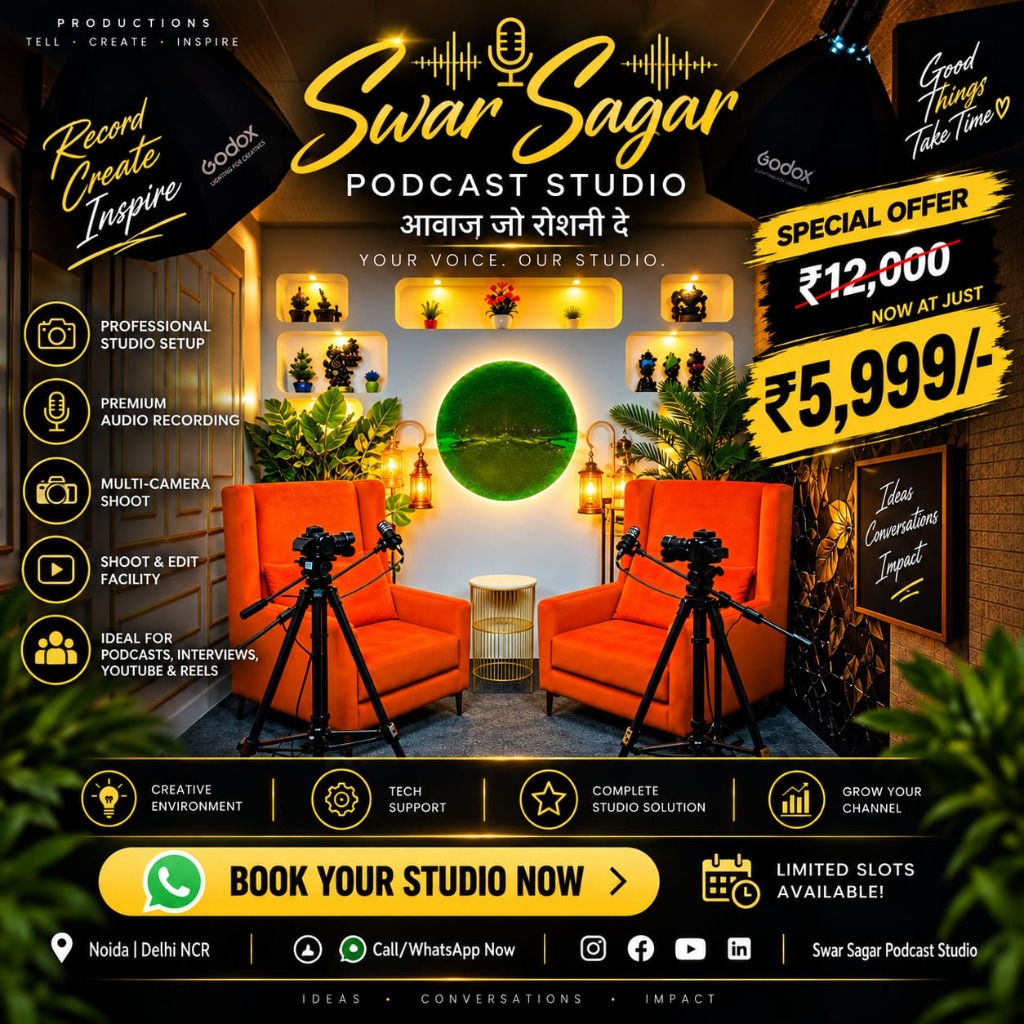 PRODUCTIONS
TELL · CREATE · INSPIRE
Swar Sagar
PODCAST STUDIO
आवाज़ जो रोशनी दे
YOUR VOICE. OUR STUDIO.
Record
Create
Inspire
Godox
LIGHTING FOR CREATIVES
Godox
Good
Things
Take Time
SPECIAL OFFER
₹12,000
NOW AT JUST
₹5,999/-
PROFESSIONAL
STUDIO SETUP
PREMIUM
AUDIO RECORDING
MULTI-CAMERA
SHOOT
SHOOT & EDIT
FACILITY
IDEAL FOR
PODCASTS, INTERVIEWS,
YOUTUBE & REELS
Ideas
Conversations
Impact
CREATIVE
ENVIRONMENT
TECH
SUPPORT
COMPLETE
STUDIO SOLUTION
GROW YOUR
CHANNEL
BOOK YOUR STUDIO NOW
LIMITED SLOTS
AVAILABLE!
Noida | Delhi NCR
Call/WhatsApp Now
Swar Sagar Podcast Studio
IDEAS · CONVERSATIONS · IMPACT